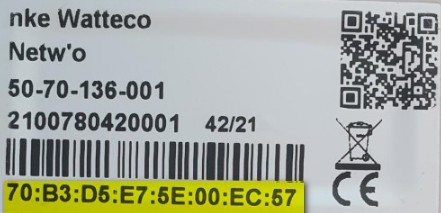 nke Watteco
Netw'o
50-70-136-001
2100780420001 42/21
70:B3:D5:E7:5E:00:EC:57
CE